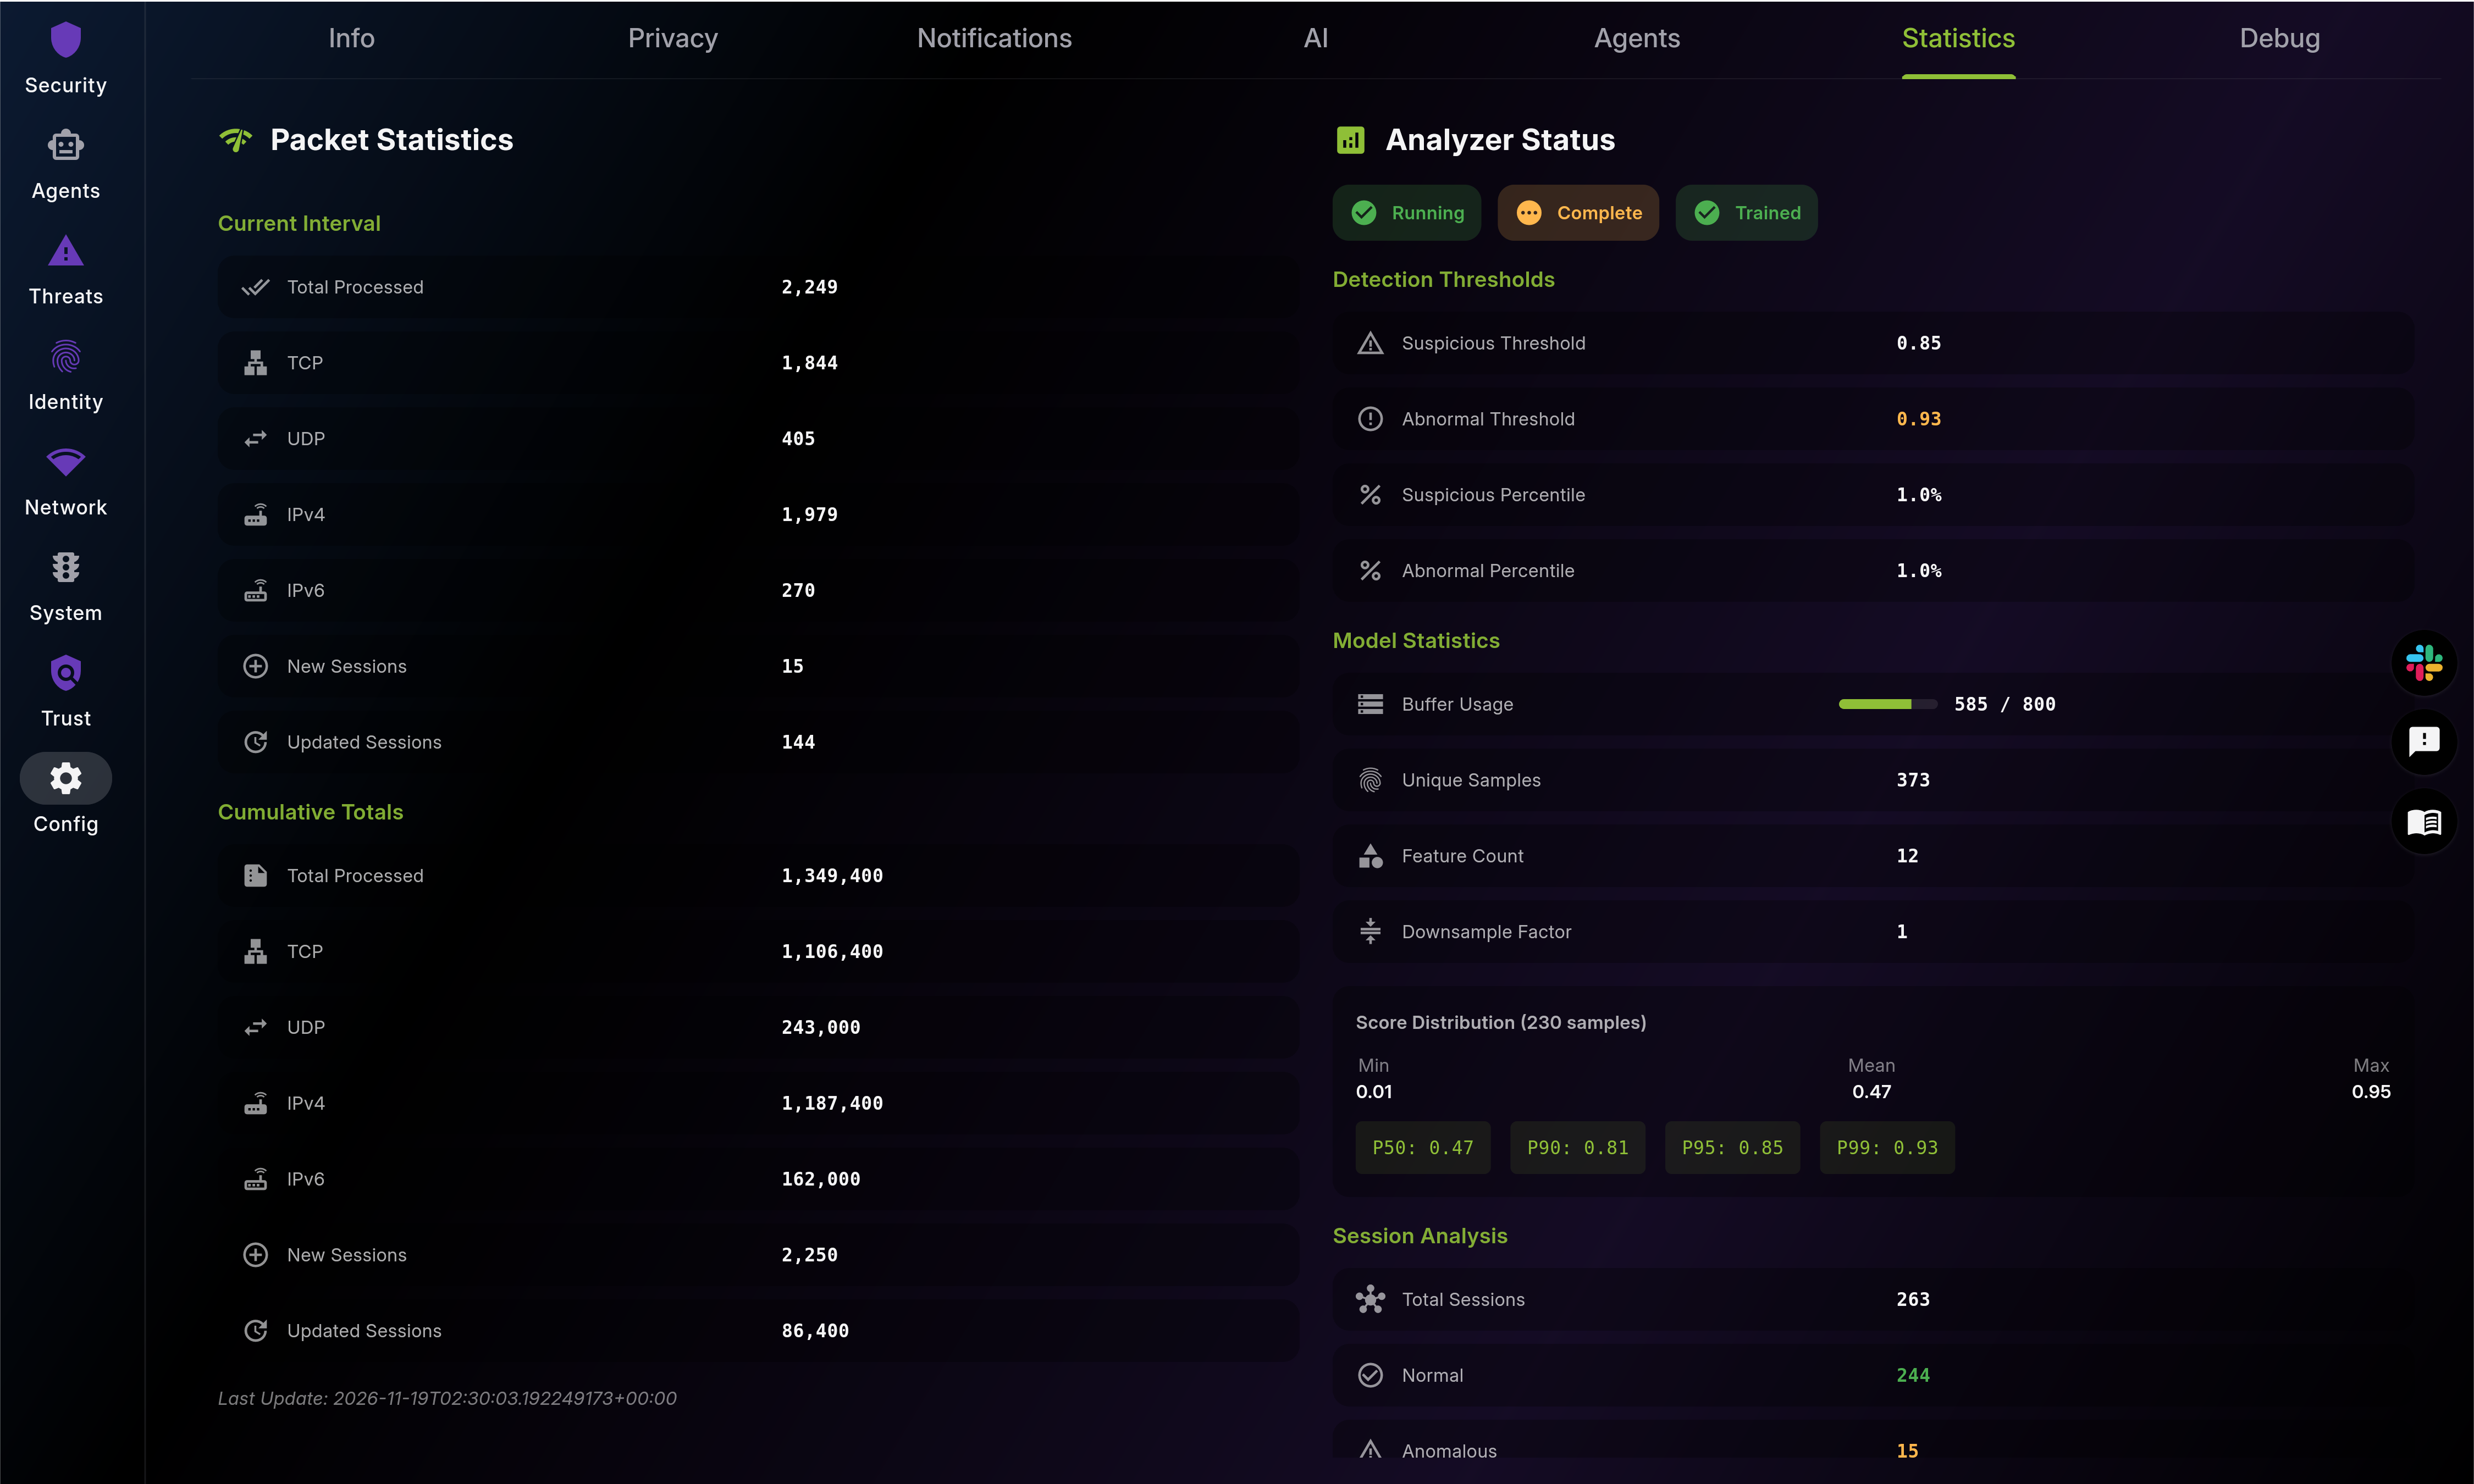 Security
Agents
Threats
Identity
Network
System
Trust
Config
Info Privacy Notifications AI Agents Statistics Debug
Packet Statistics
Current Interval
Total Processed 2,249
TCP 1,844
UDP 405
IPv4 1,979
IPv6 270
New Sessions 15
Updated Sessions 144
Cumulative Totals
Total Processed 1,349,400
TCP 1,106,400
UDP 243,000
IPv4 1,187,400
IPv6 162,000
New Sessions 2,250
Updated Sessions 86,400
Last Update: 2026-11-19T02:30:03.192249173+00:00
Analyzer Status
Running Complete Trained
Detection Thresholds
Suspicious Threshold 0.85
Abnormal Threshold 0.93
Suspicious Percentile 1.0%
Abnormal Percentile 1.0%
Model Statistics
Buffer Usage 585 / 800
Unique Samples 373
Feature Count 12
Downsample Factor 1
Score Distribution (230 samples)
Min Mean Max
0.01 0.47 0.95
P50: 0.47 P90: 0.81 P95: 0.85 P99: 0.93
Session Analysis
Total Sessions 263
Normal 244
Anomalous 15